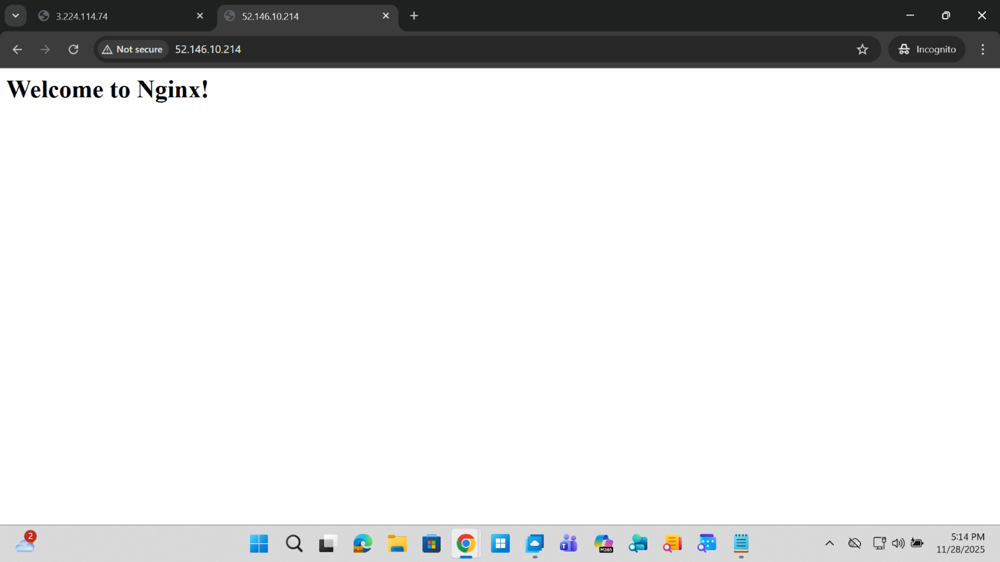 3.224.114.74
52.146.10.214
Not secure
52.146.10.214
Incognito
Welcome to Nginx!
2
T
M365
5:14 PM
11/28/2025